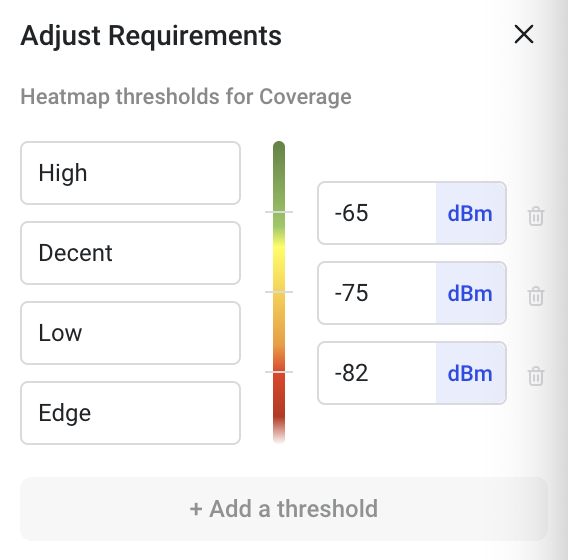 Adjust Requirements
Heatmap thresholds for Coverage
High
-65 dBm
Decent
-75 dBm
Low
-82 dBm
Edge
+ Add a threshold